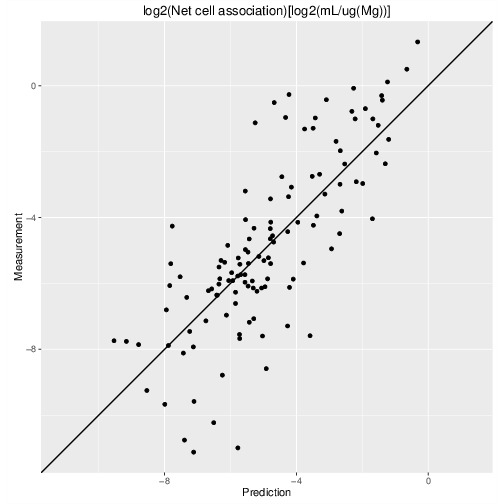 log2(Net cell association)[log2(mL/ug(Mg))]
Measurement
0
−4
−8
−8
−4
0
Prediction